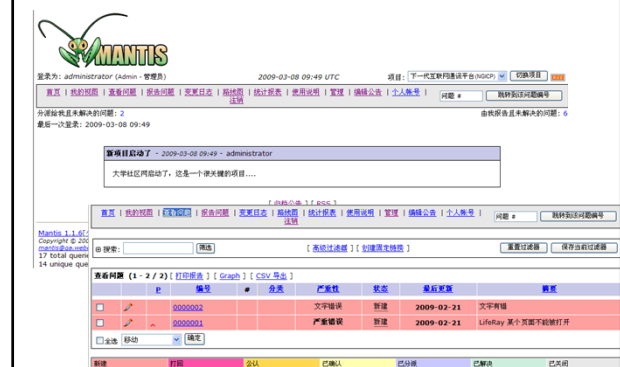 MANTIS
登录为: administrator (Admin - 管理员) 2009-03-08 09:49 UTC 项目: 下一代互联网通讯平台(NGICP) 切换项目
首页 | 我的视图 | 查看问题 | 报告问题 | 变更日志 | 路线图 | 统计报表 | 使用说明 | 管理 | 编辑公告 | 个人帐号 | 问题 # 跳转到该问题编号
注销
分派给我且未解决的问题: 2 由我报告且未解决的问题: 6
最后一次登录: 2009-03-08 09:49
新项目启动了 - 2009-03-08 09:49 - administrator
大学社区网启动了，这是一个很关键的项目....
[ 归档公告 ] [ RSS ]
首页 | 我的视图 | 查看问题 | 报告问题 | 变更日志 | 路线图 | 统计报表 | 使用说明 | 管理 | 编辑公告 | 个人帐号 | 问题 # 跳转到该问题编号
注销
Mantis 1.1.6[
Copyright © 200
mantis@qa.webi
17 total querie
14 unique que
搜索: 筛选 [ 高级过滤器 ] [ 创建固定链接 ] 重置过滤器 保存当前过滤器
查看问题 (1 - 2 / 2) [ 打印报告 ] [ Graph ] [ CSV 导出 ]
P 编号 # 分类 严重性 状态 最后更新 摘要
0000002 文字错误 新建 2009-02-21 文字有错
0000001 严重错误 新建 2009-02-21 LifeRay 某个页面不能被打开
全选 移动 确定
新建 打回 公认 已确认 已分派 已解决 已关闭